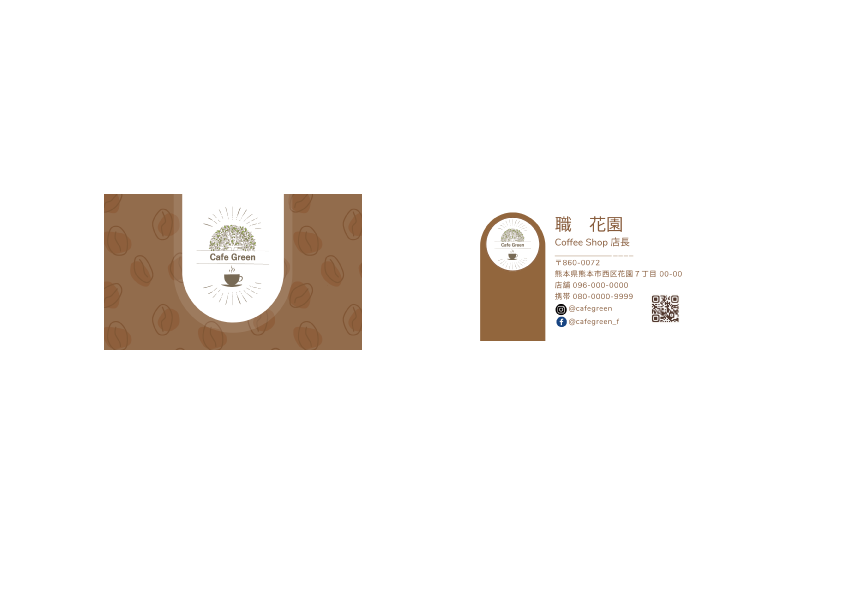 Cafe Green
Cafe Green
職 花園
Coffee Shop 店長
〒860-0072
熊本県熊本市西区花園７丁目 00-00
店舗 096-000-0000
携帯 080-0000-9999
@cafegreen
@cafegreen_f